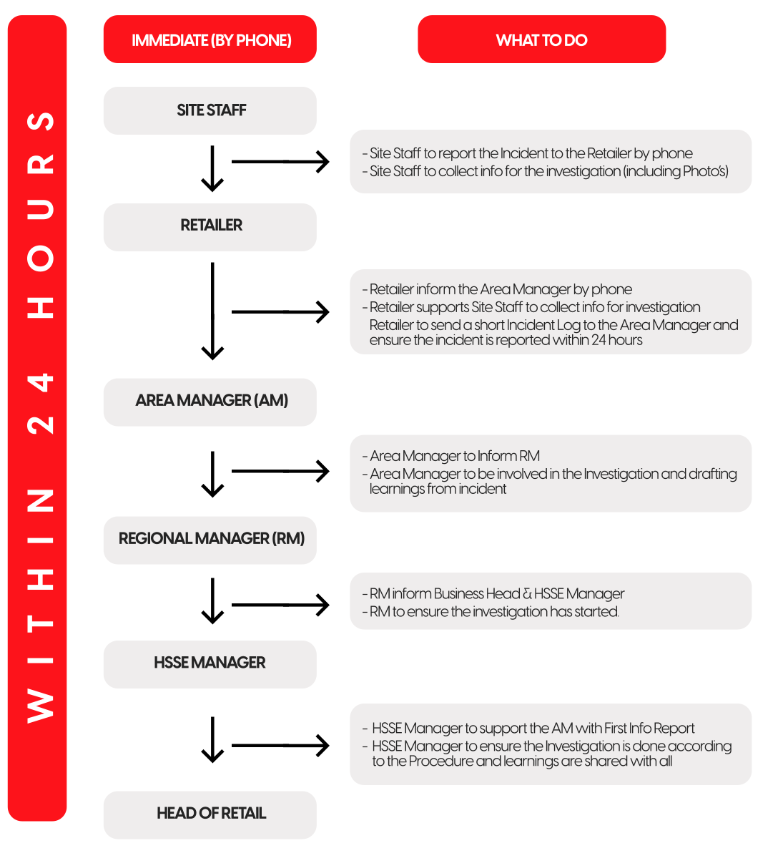 WITHIN 24 HOURS
IMMEDIATE (BY PHONE)
WHAT TO DO
SITE STAFF
- Site Staff to report the Incident to the Retailer by phone
- Site Staff to collect info for the investigation (including Photo's)
RETAILER
- Retailer inform the Area Manager by phone
- Retailer supports Site Staff to collect info for investigation
Retailer to send a short Incident Log to the Area Manager and
ensure the incident is reported within 24 hours
AREA MANAGER (AM)
- Area Manager to Inform RM
- Area Manager to be involved in the Investigation and drafting
learnings from incident
REGIONAL MANAGER (RM)
- RM inform Business Head & HSSE Manager
- RM to ensure the investigation has started.
HSSE MANAGER
- HSSE Manager to support the AM with First Info Report
- HSSE Manager to ensure the Investigation is done according
to the Procedure and learnings are shared with all
HEAD OF RETAIL